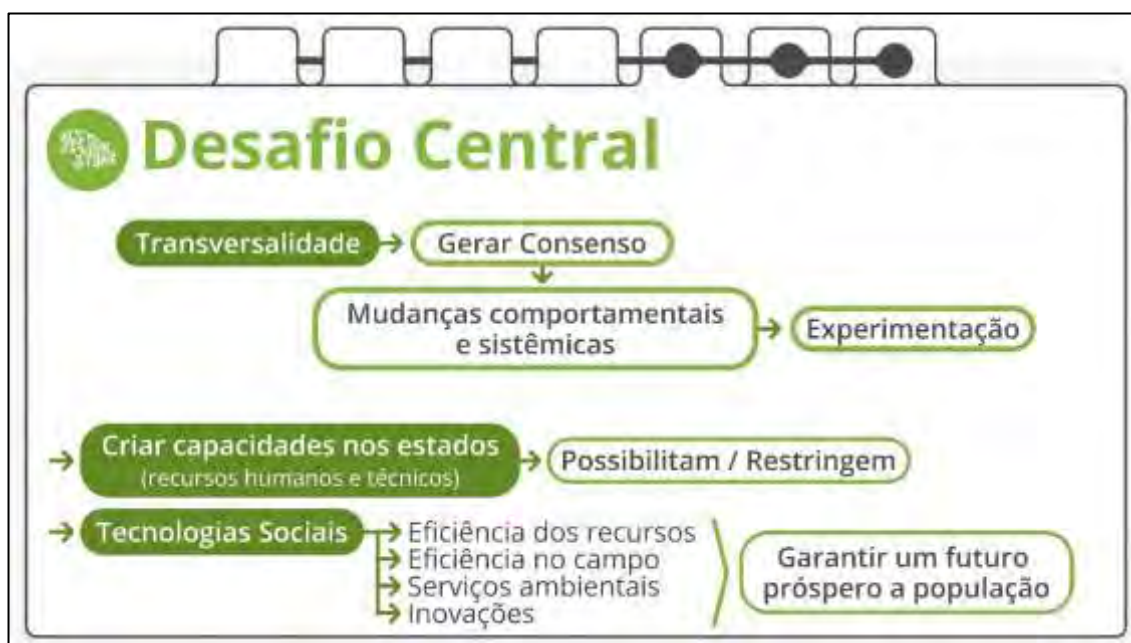 Desafio Central
Transversalidade
Gerar Consenso
Mudanças comportamentais
e sistêmicas
Experimentação
Criar capacidades nos estados
(recursos humanos e técnicos)
Possibilitam / Restringem
Tecnologias Sociais
Eficiência dos recursos
Eficiência no campo
Serviços ambientais
Inovações
Garantir um futuro
próspero a população